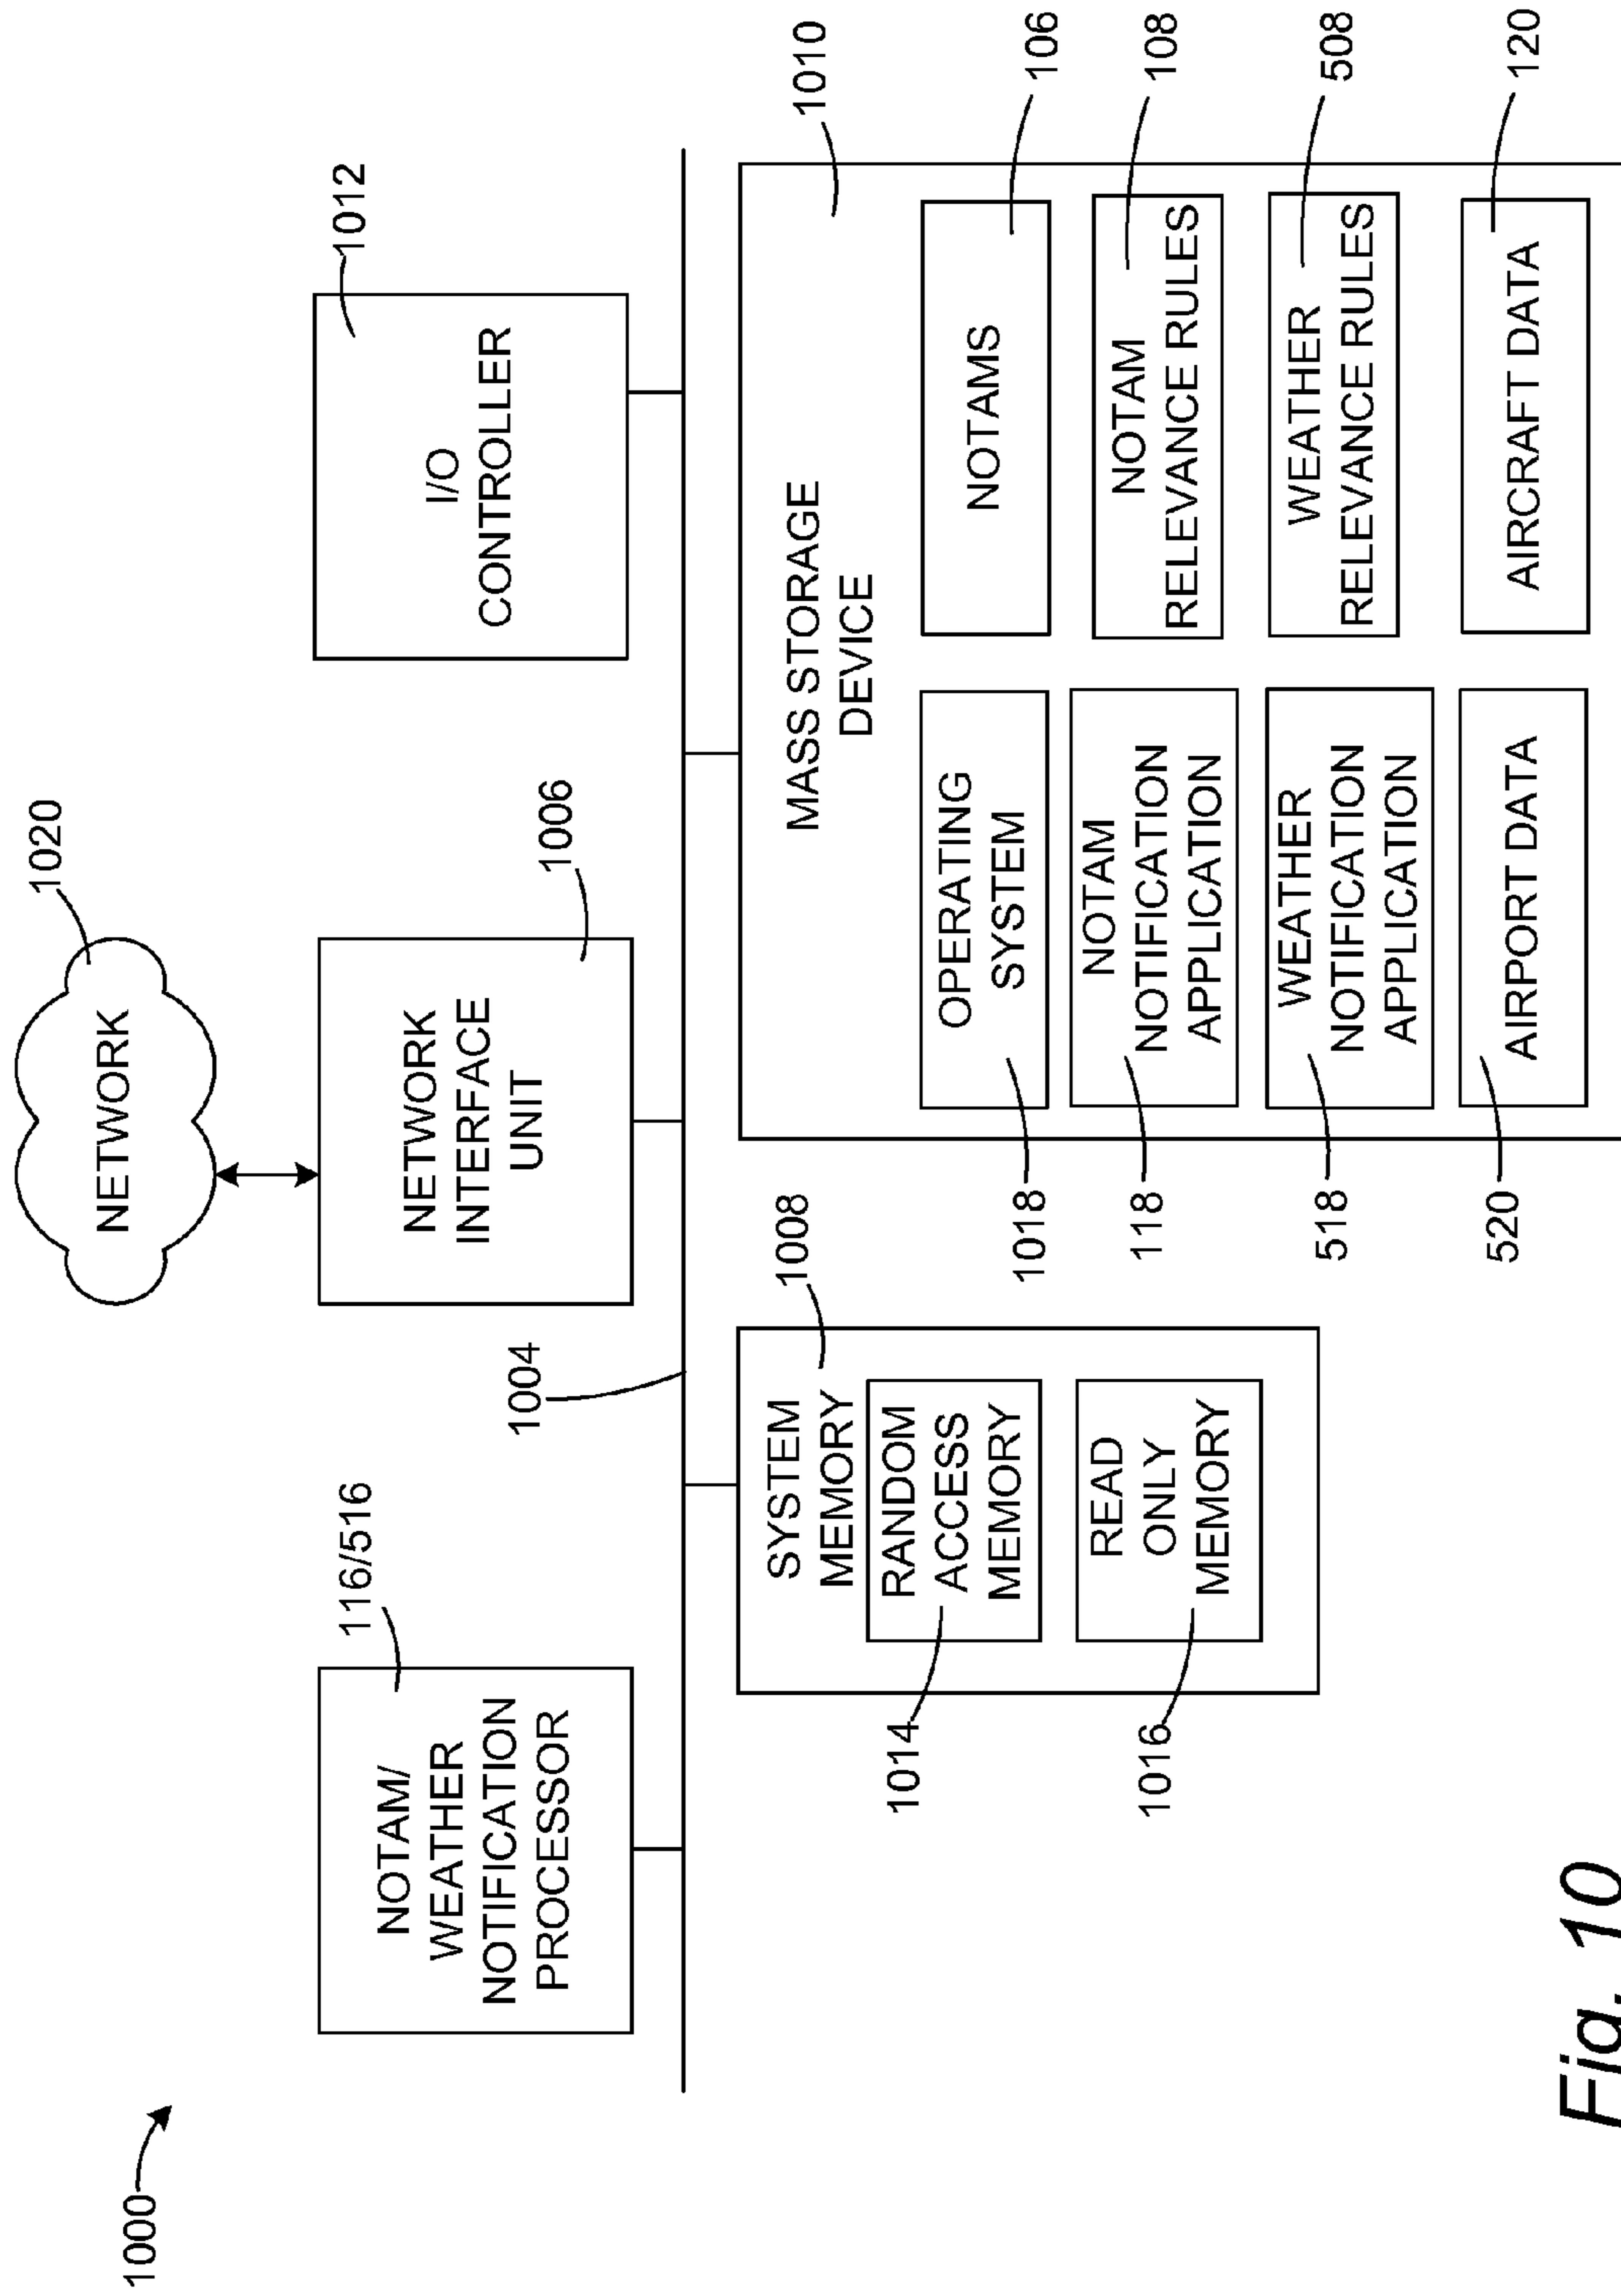 1000
NETWORK
1020
NOTAM/
WEATHER
NOTIFICATION
PROCESSOR
116/516
NETWORK
INTERFACE
UNIT
1006
I/O
CONTROLLER
1012
1004
SYSTEM
MEMORY
1008
RANDOM
ACCESS
MEMORY
1014
READ
ONLY
MEMORY
1016
MASS STORAGE
DEVICE
1010
OPERATING
SYSTEM
1018
NOTAMS
106
NOTAM
NOTIFICATION
APPLICATION
118
NOTAM
RELEVANCE RULES
108
WEATHER
NOTIFICATION
APPLICATION
518
WEATHER
RELEVANCE RULES
508
AIRPORT DATA
520
AIRCRAFT DATA
120
Fig. 10